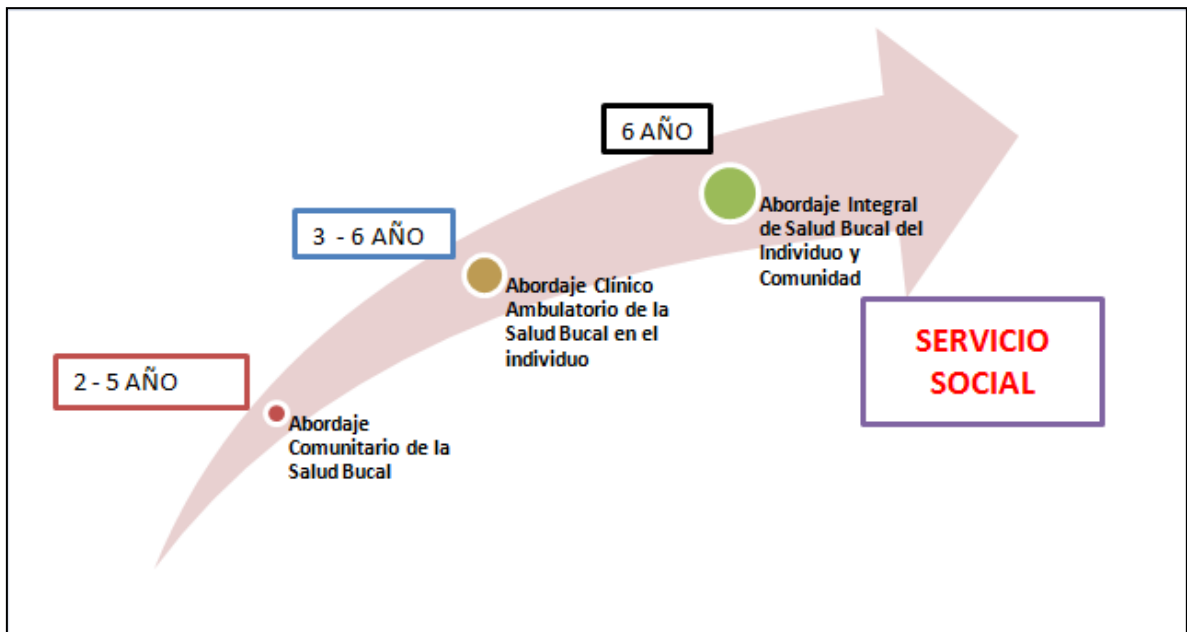 6 AÑO
Abordaje Integral
de Salud Bucal del
Individuo y
Comunidad
3 - 6 AÑO
Abordaje Clínico
Ambulatorio de la
Salud Bucal en el
individuo
SERVICIO
SOCIAL
2 - 5 AÑO
Abordaje
Comunitario de la
Salud Bucal